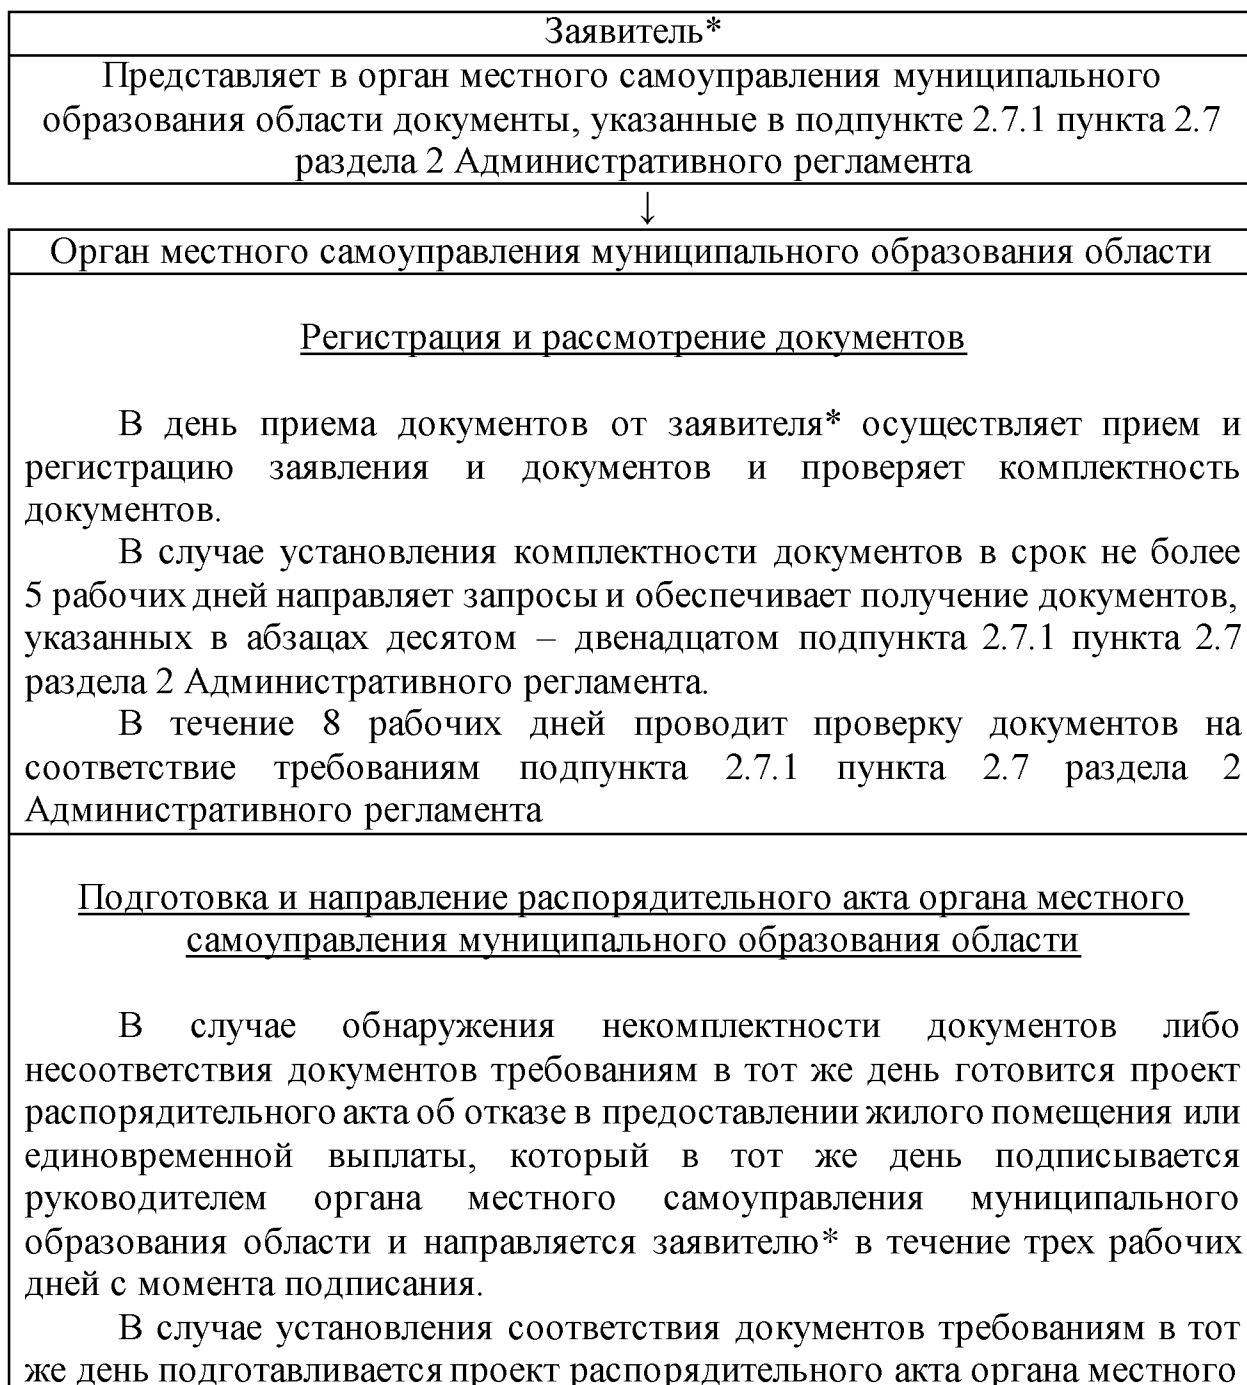 Заявитель*
Представляет в орган местного самоуправления муниципального
образования области документы, указанные в подпункте 2.7.1 пункта 2.7
раздела 2 Административного регламента
↓
Орган местного самоуправления муниципального образования области
Регистрация и рассмотрение документов
В день приема документов от заявителя* осуществляет прием и
регистрацию заявления и документов и проверяет комплектность
документов.
В случае установления комплектности документов в срок не более
5 рабочих дней направляет запросы и обеспечивает получение документов,
указанных в абзацах десятом – двенадцатом подпункта 2.7.1 пункта 2.7
раздела 2 Административного регламента.
В течение 8 рабочих дней проводит проверку документов на
соответствие требованиям подпункта 2.7.1 пункта 2.7 раздела 2
Административного регламента
Подготовка и направление распорядительного акта органа местного
самоуправления муниципального образования области
В случае обнаружения некомплектности документов либо
несоответствия документов требованиям в тот же день готовится проект
распорядительного акта об отказе в предоставлении жилого помещения или
единовременной выплаты, который в тот же день подписывается
руководителем органа местного самоуправления муниципального
образования области и направляется заявителю* в течение трех рабочих
дней с момента подписания.
В случае установления соответствия документов требованиям в тот
же день подготавливается проект распорядительного акта органа местного